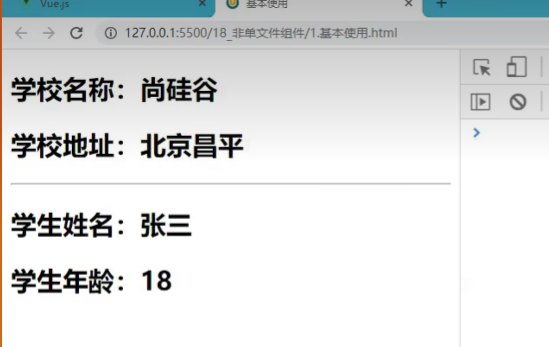 Vue.js
基本使用
127.0.0.1:5500/18_非单文件组件/1.基本使用.html
学校名称：尚硅谷
学校地址：北京昌平
学生姓名：张三
学生年龄：18